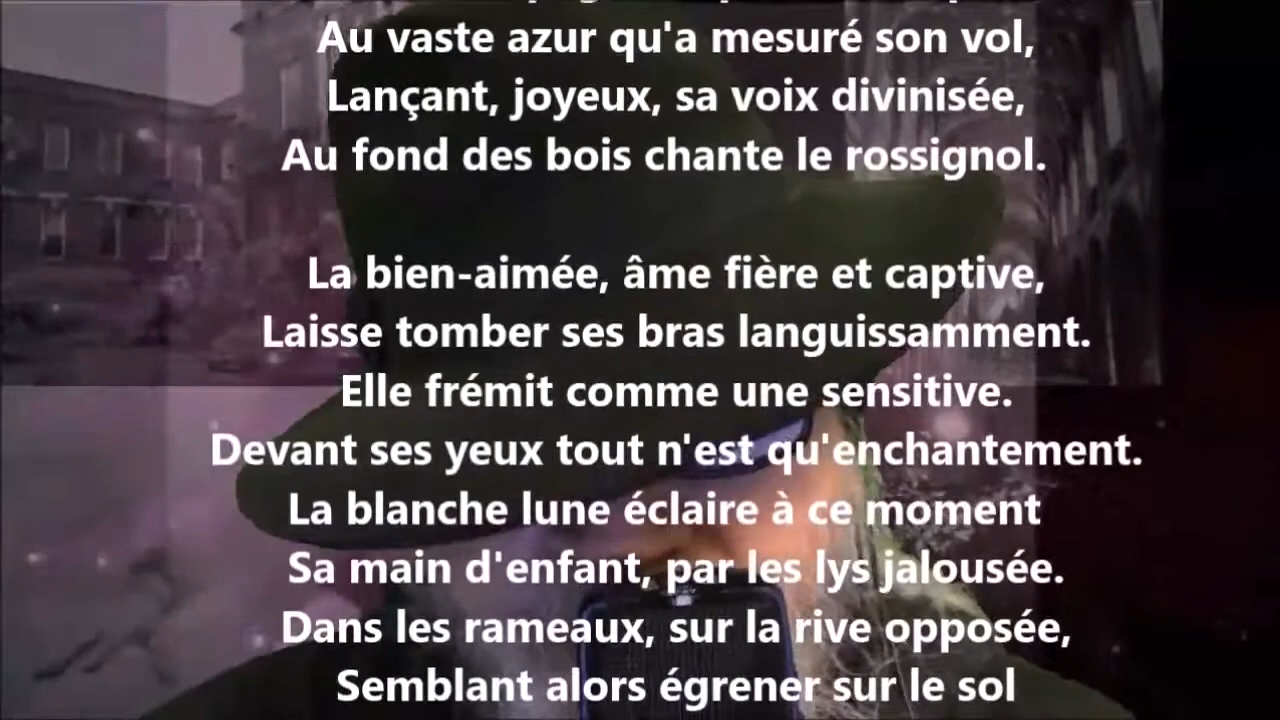 Au vaste azur qu'a mesuré son vol,
Lançant, joyeux, sa voix divinisée,
Au fond des bois chante le rossignol.
La bien-aimée, âme fière et captive,
Laisse tomber ses bras languissamment.
Elle frémit comme une sensitive.
Devant ses yeux tout n'est qu'enchantement.
La blanche lune éclaire à ce moment
Sa main d'enfant, par les lys jalousée.
Dans les rameaux, sur la rive opposée,
Semblant alors égrener sur le sol